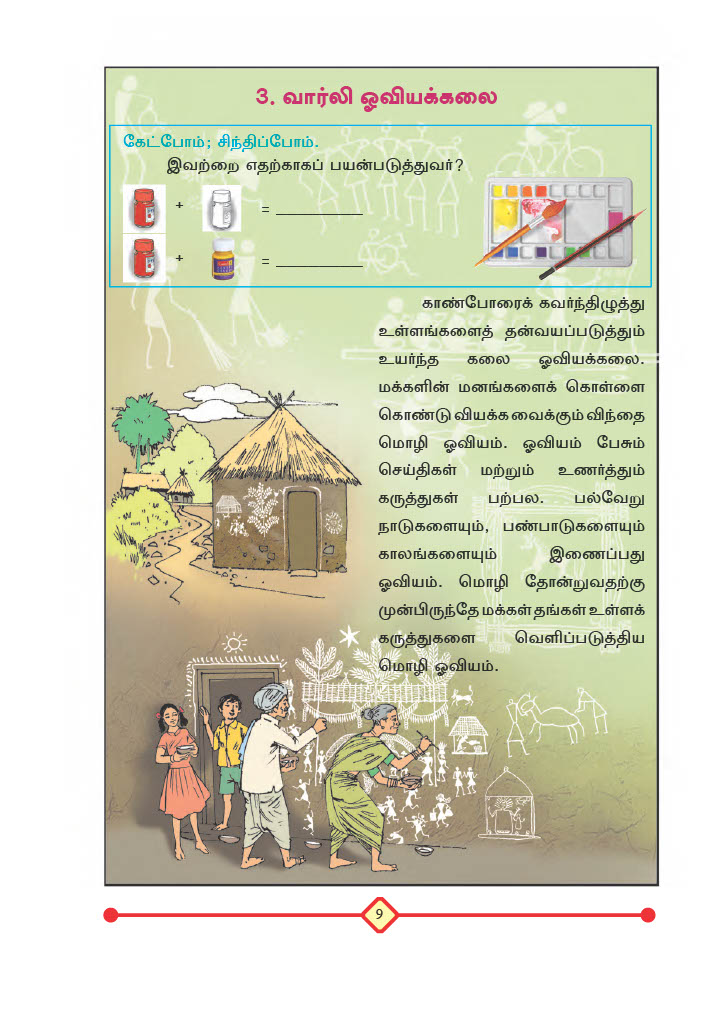 3. வார்லி ஓவியக்கலை
கேட்போம்; சிந்திப்போம்.
இவற்றை எதற்காகப் பயன்படுத்துவர்?
+ = __________
+ = __________
காண்போரைக் கவர்ந்திழுத்து
உள்ளங்களைத் தன்வயப்படுத்தும்
உயர்ந்த கலை ஓவியக்கலை.
மக்களின் மனங்களைக் கொள்ளை
கொண்டு வியக்க வைக்கும் விந்தை
மொழி ஓவியம். ஓவியம் பேசும்
செய்திகள் மற்றும் உணர்த்தும்
கருத்துகள் பற்பல. பல்வேறு
நாடுகளையும், பண்பாடுகளையும்
காலங்களையும் இணைப்பது
ஓவியம். மொழி தோன்றுவதற்கு
முன்பிருந்தே மக்கள் தங்கள் உள்ளக்
கருத்துகளை வெளிப்படுத்திய
மொழி ஓவியம்.
9